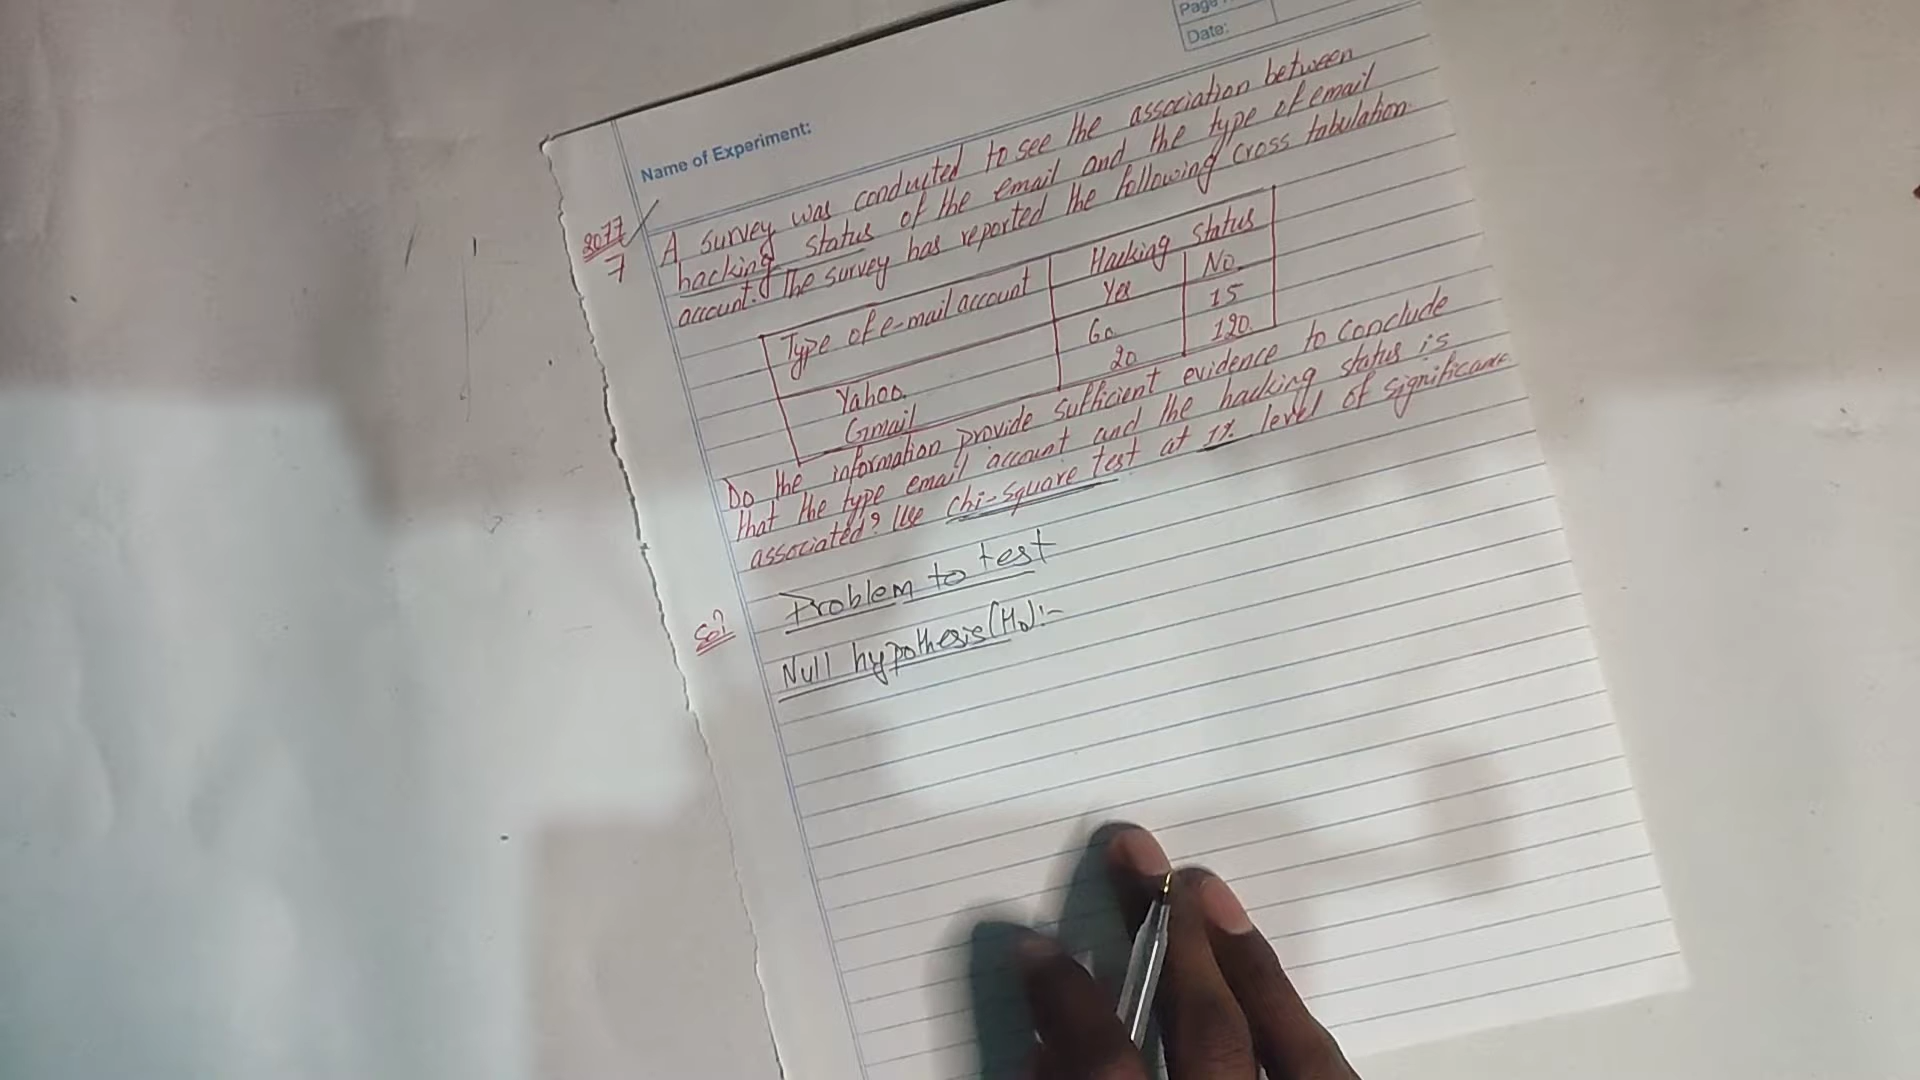 Page
Date:
Name of Experiment:
2077
7
A survey was conducted to see the association between
hacking status of the email and the type of email
account. The survey has reported the following cross tabulation.
Type of e-mail account Hacking Status
Yes No.
Yahoo. 60 15
Gmail 20 120.
Do the information provide sufficient evidence to conclude
that the type email account and the hacking status is
associated? Use chi-square test at 1% level of significance
Sol
Problem to test
Null hypothesis (H0):-